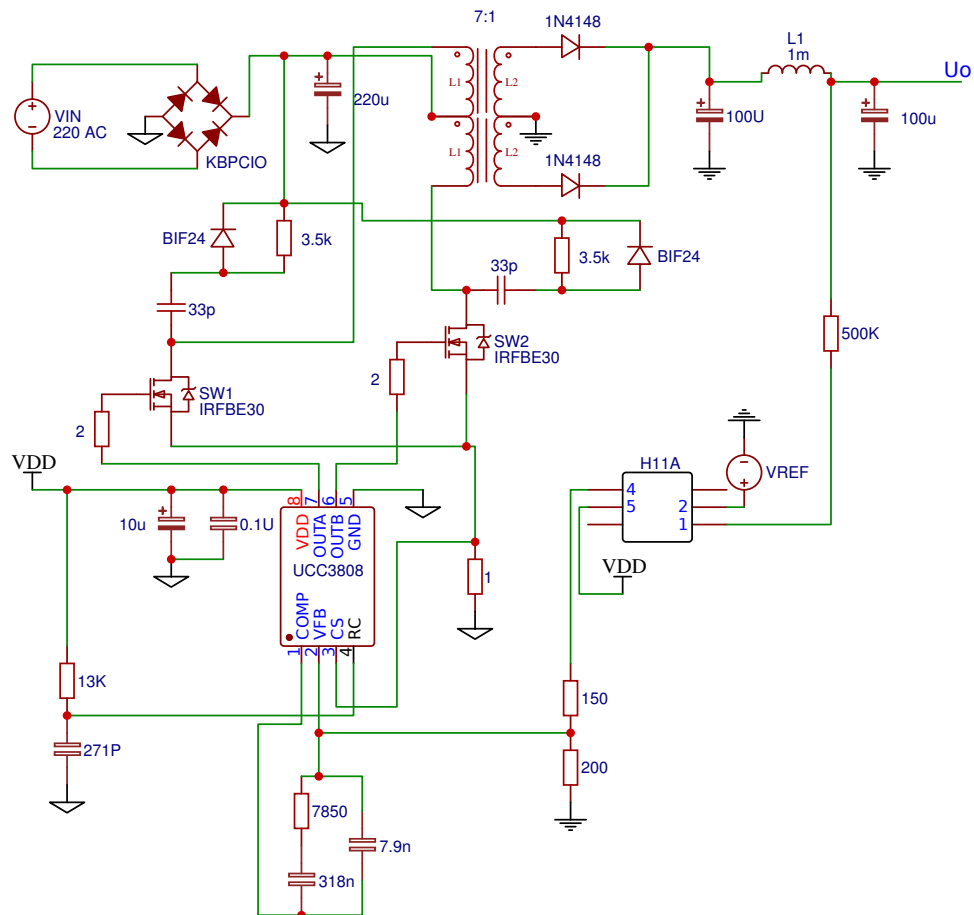 7:1
1N4148
L1
1m
Uo
VIN
220 AC
+
−
KBPCIO
+
220u
L1
L2
L1
L2
1N4148
+
100U
+
100u
BIF24
3.5k
33p
3.5k
BIF24
33p
SW2
IRFBE30
500K
2
SW1
IRFBE30
2
VDD
H11A
VREF
−
+
4
5
2
1
+
10u
0.1U
8
7
6
5
VDD
OUTA
OUTB
GND
UCC3808
COMP
VFB
CS
RC
1
2
3
4
1
VDD
13K
150
271P
200
7850
7.9n
318n